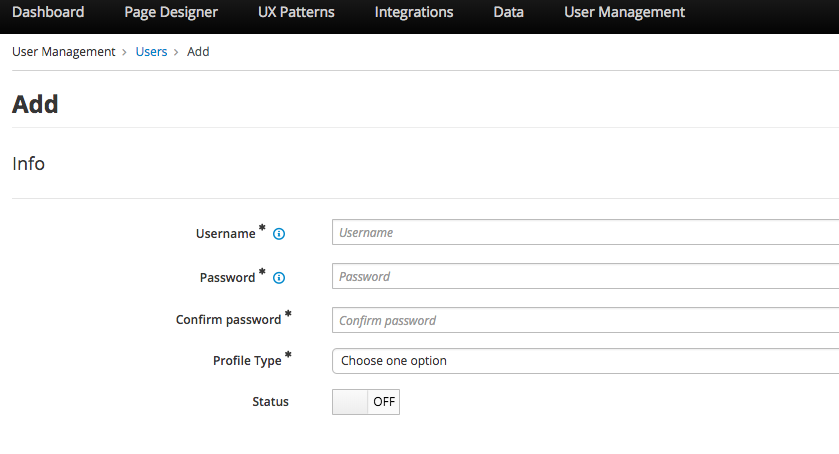 Dashboard Page Designer UX Patterns Integrations Data User Management
User Management > Users > Add
Add
Info
Username * Username
Password * Password
Confirm password * Confirm password
Profile Type * Choose one option
Status OFF